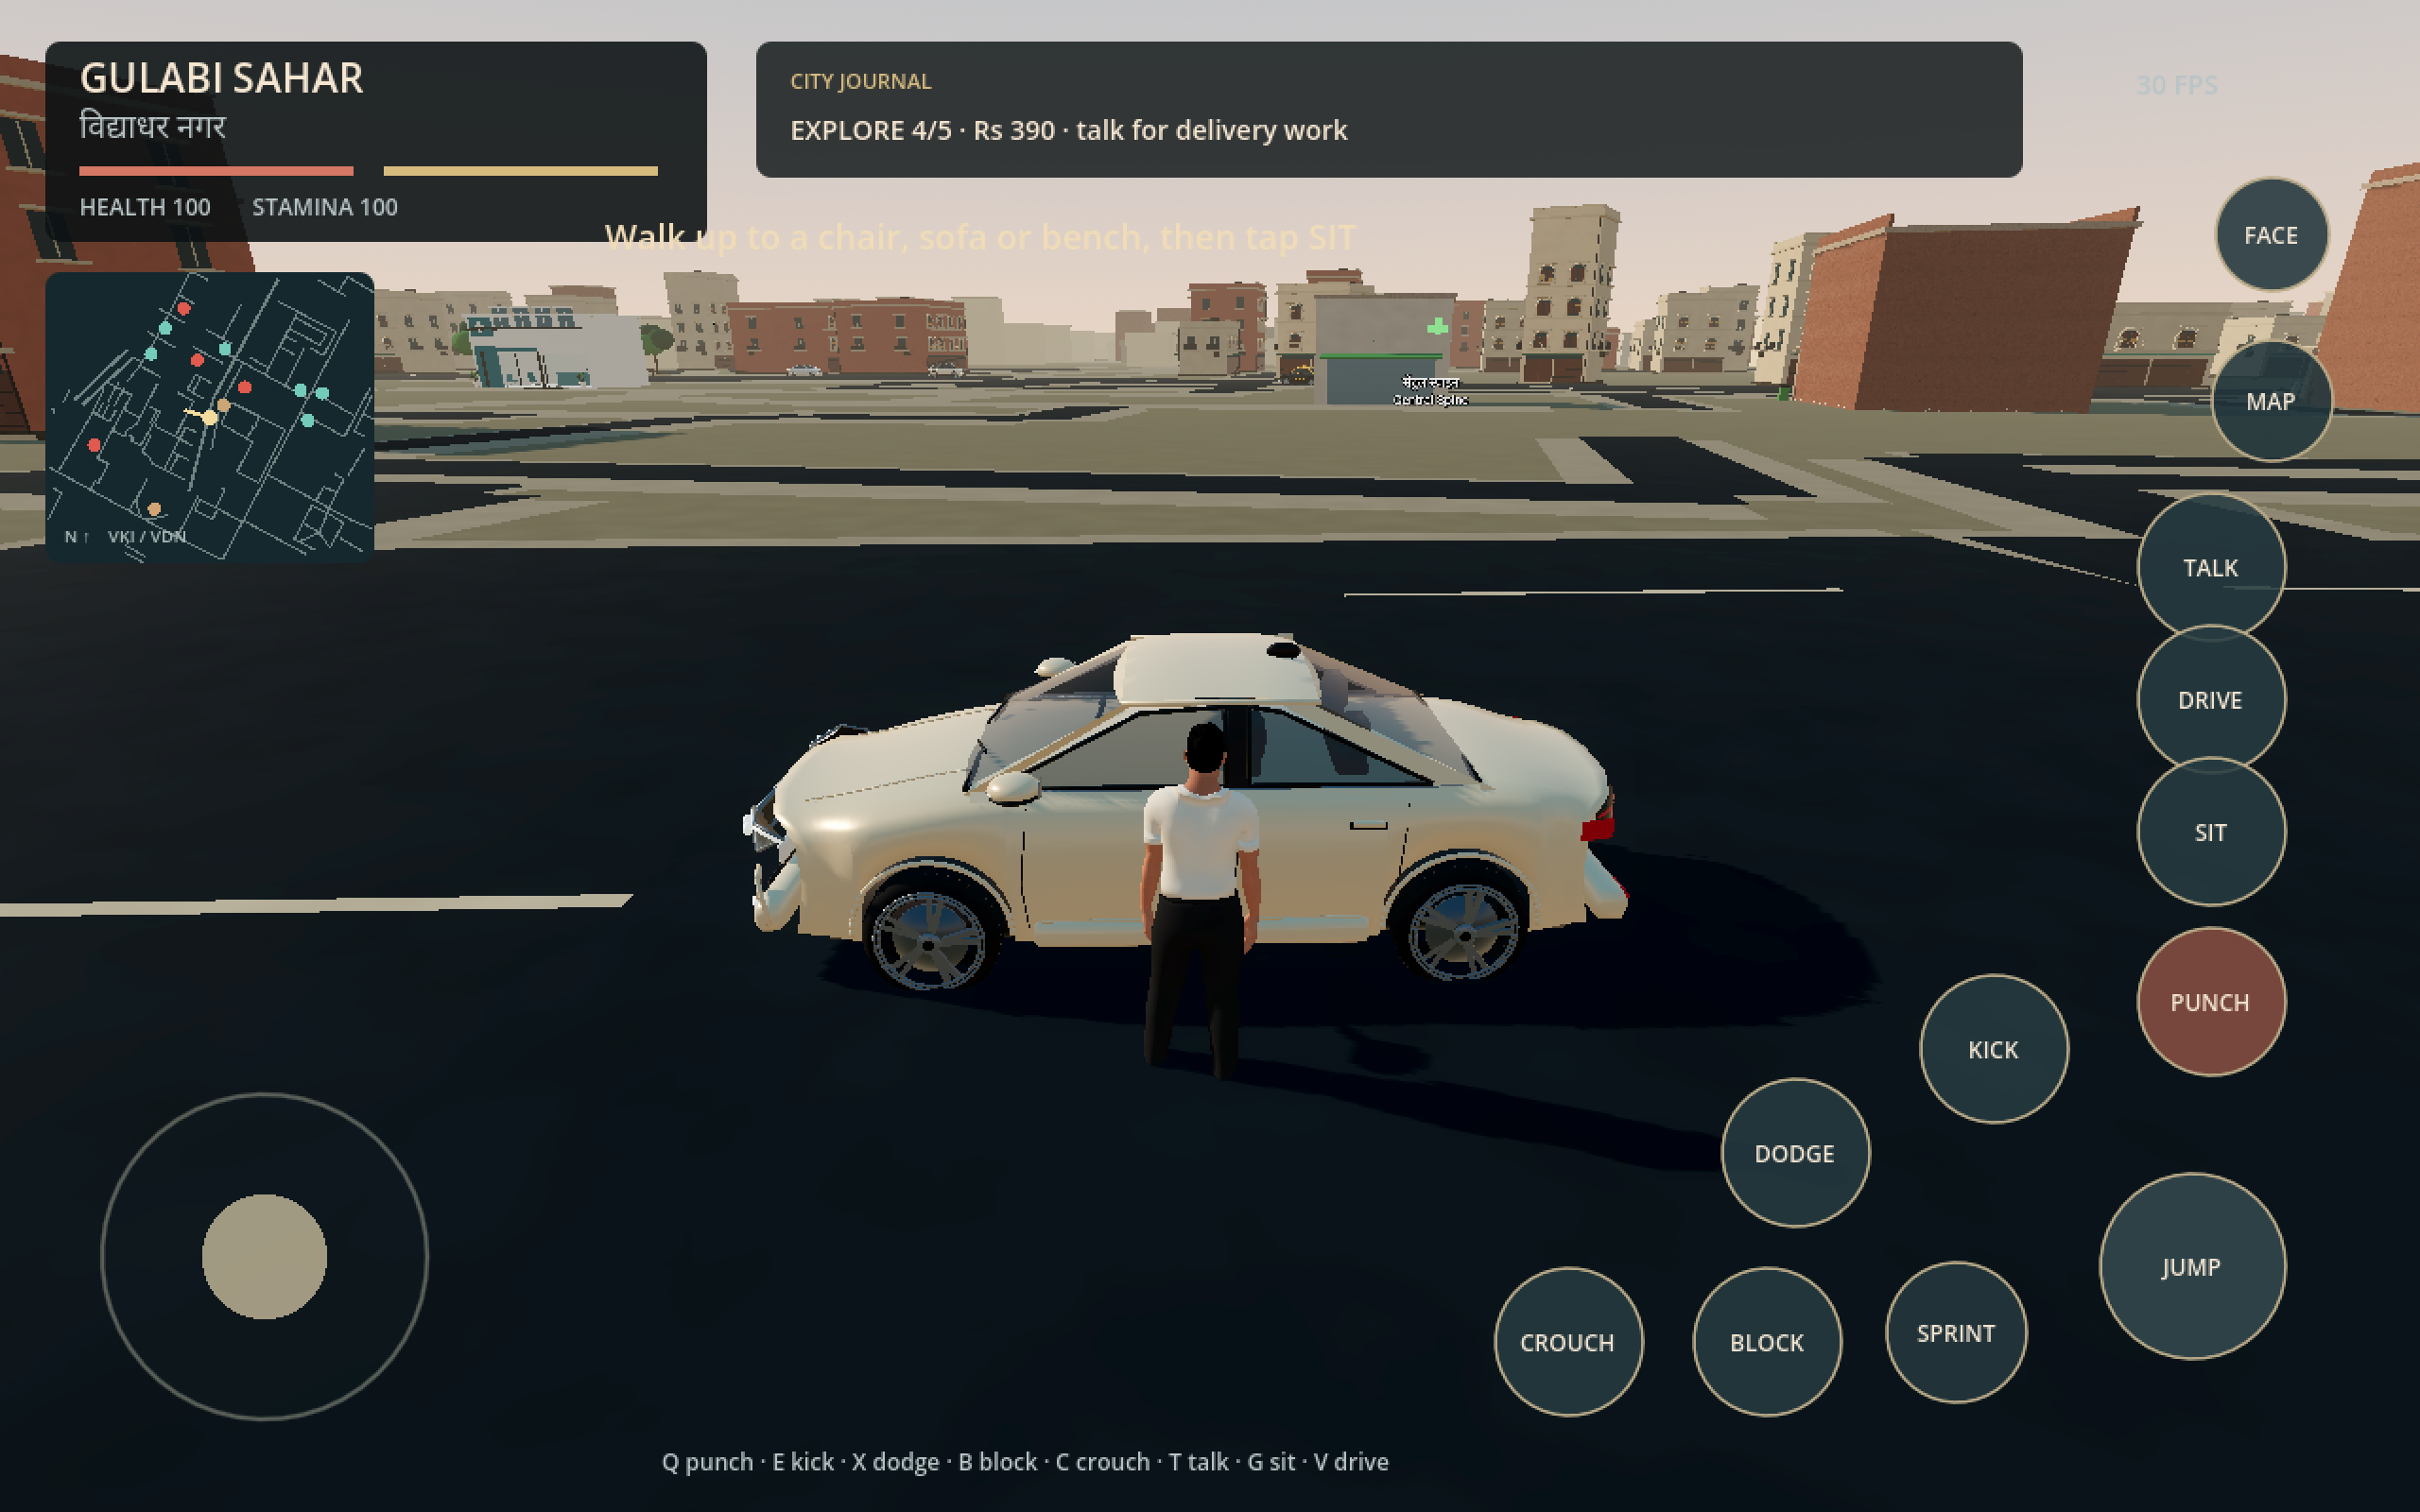 GULABI SAHAR
विद्याधर नगर
HEALTH 100 STAMINA 100
CITY JOURNAL
EXPLORE 4/5 · Rs 390 · talk for delivery work
30 FPS
Walk up to a chair, sofa or bench, then tap SIT
FACE
MAP
N ↑ VKI / VDN
Central Spine
TALK
DRIVE
SIT
PUNCH
KICK
DODGE
JUMP
CROUCH
BLOCK
SPRINT
Q punch · E kick · X dodge · B block · C crouch · T talk · G sit · V drive